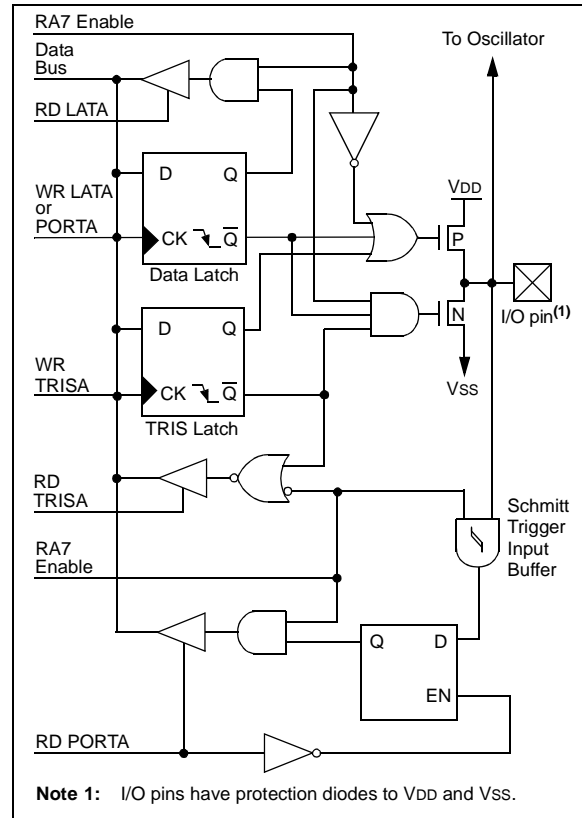 RA7 Enable
Data
Bus
To Oscillator
RD LATA
D Q
VDD
WR LATA
or
PORTA
CK Q
P
Data Latch
I/O pin(1)
D Q
N
WR
TRISA
CK Q
VSS
TRIS Latch
RD
TRISA
Schmitt
Trigger
Input
Buffer
RA7
Enable
Q D
EN
RD PORTA
Note 1: I/O pins have protection diodes to VDD and VSS.